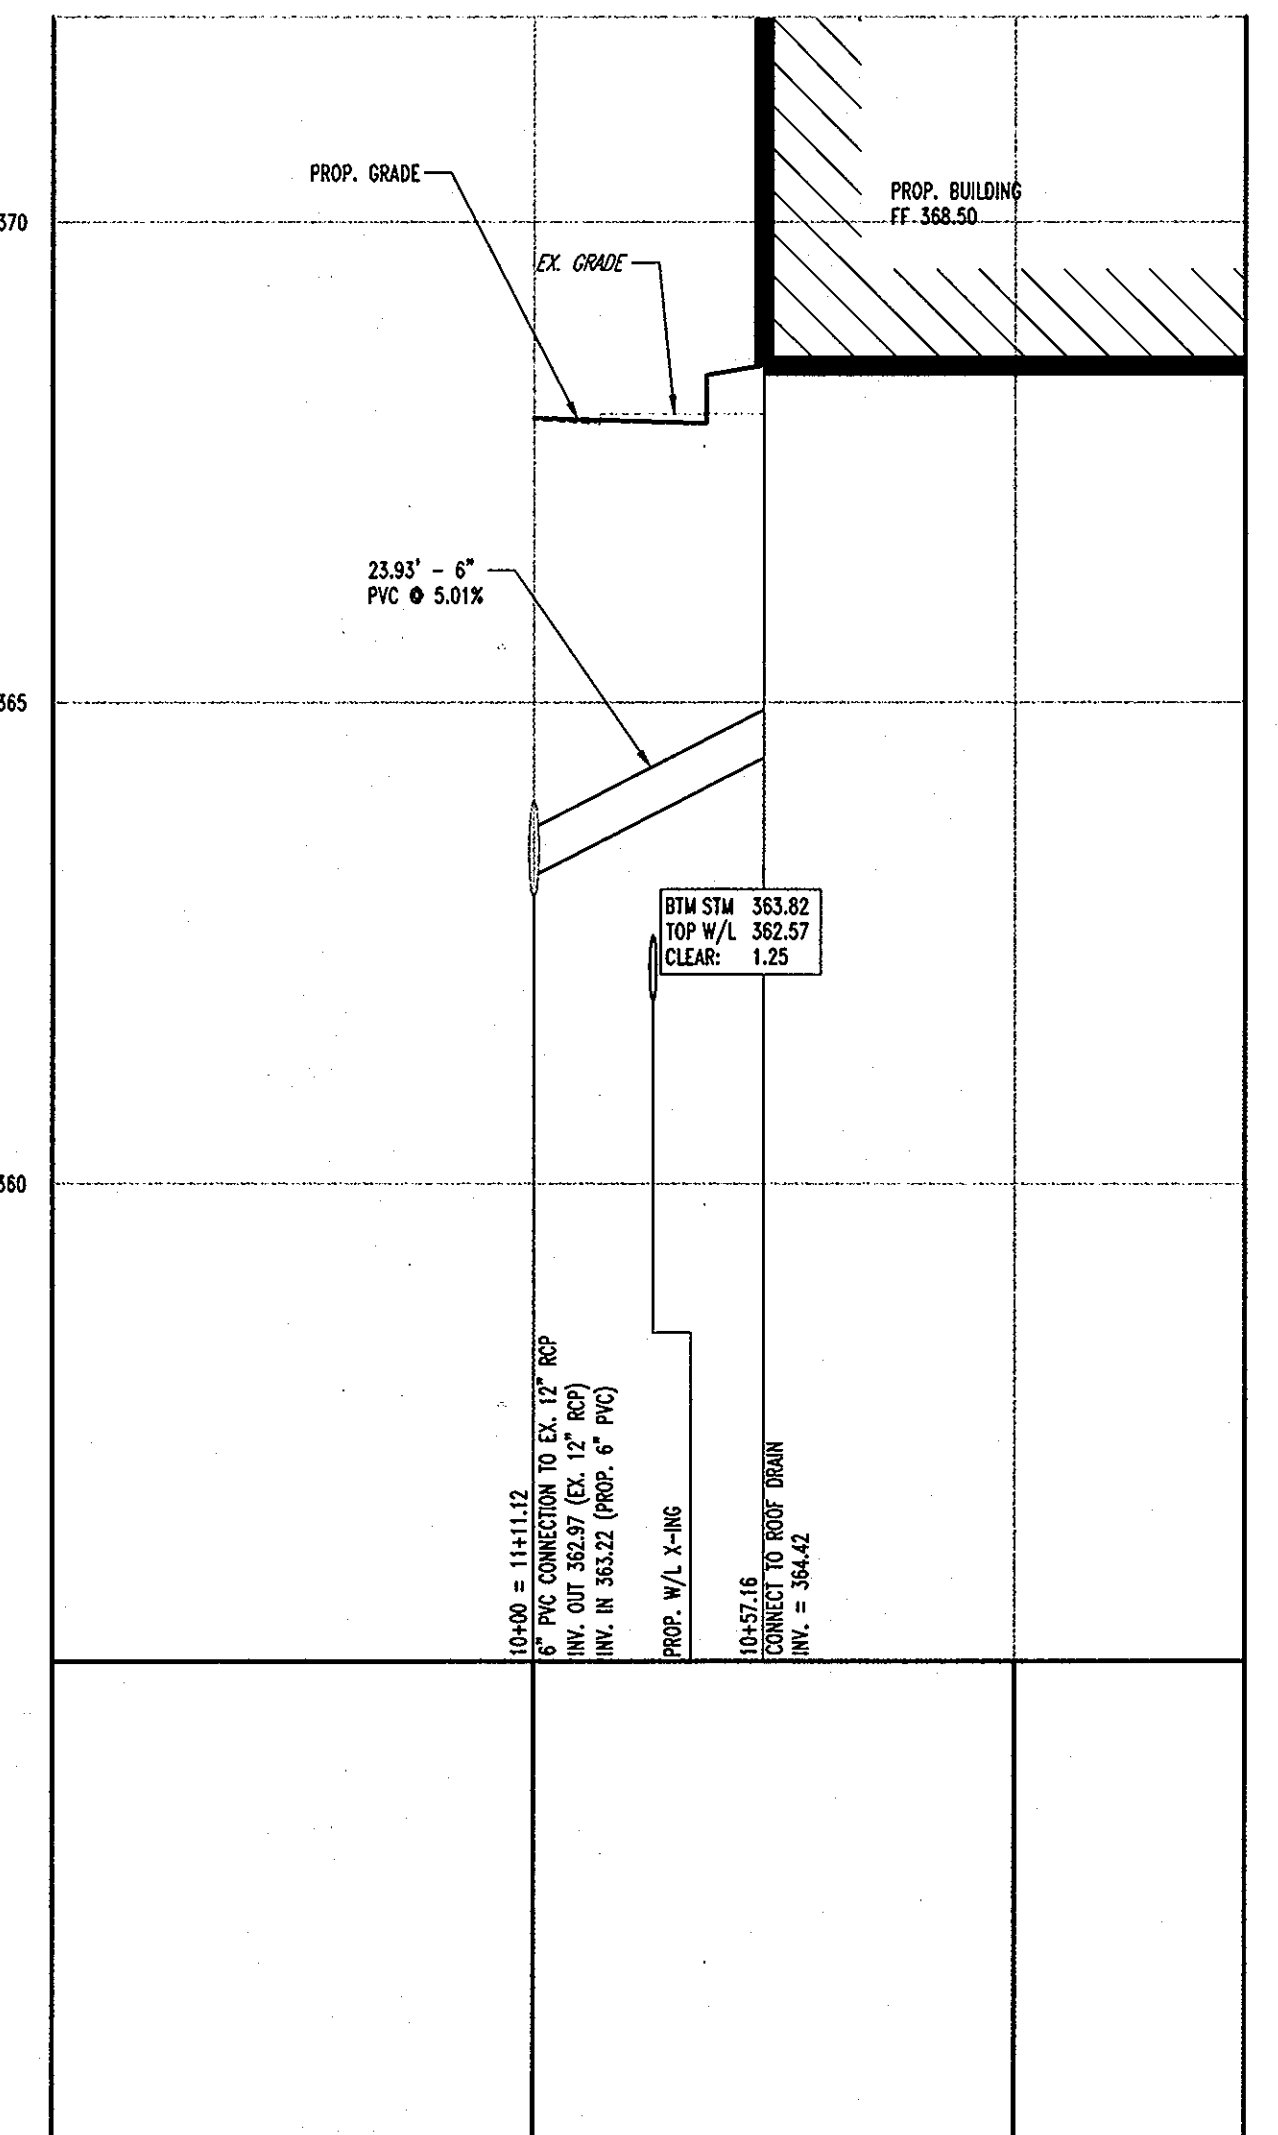 PROP. GRADE
PROP. BUILDING
FF 368.50
370
EX. GRADE
23.93' - 6"
PVC @ 5.01%
365
BTM STM 363.82
TOP W/L 362.57
CLEAR: 1.25
360
10+00 = 11+11.12
6" PVC CONNECTION TO EX. 12" RCP
INV. OUT 362.97 (EX. 12" RCP)
INV. IN 363.22 (PROP. 6" PVC)
PROP. W/L X-ING
10+57.16
CONNECT TO ROOF DRAIN
INV. = 364.42